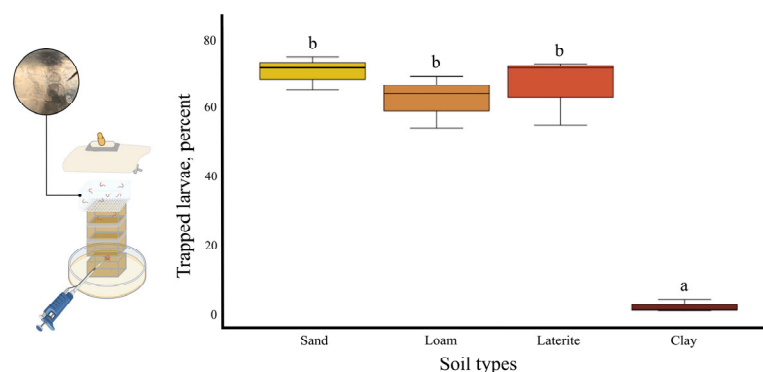 80
60
40
20
0
Trapped larvae, percent
b
b
b
a
Sand
Loam
Laterite
Clay
Soil types